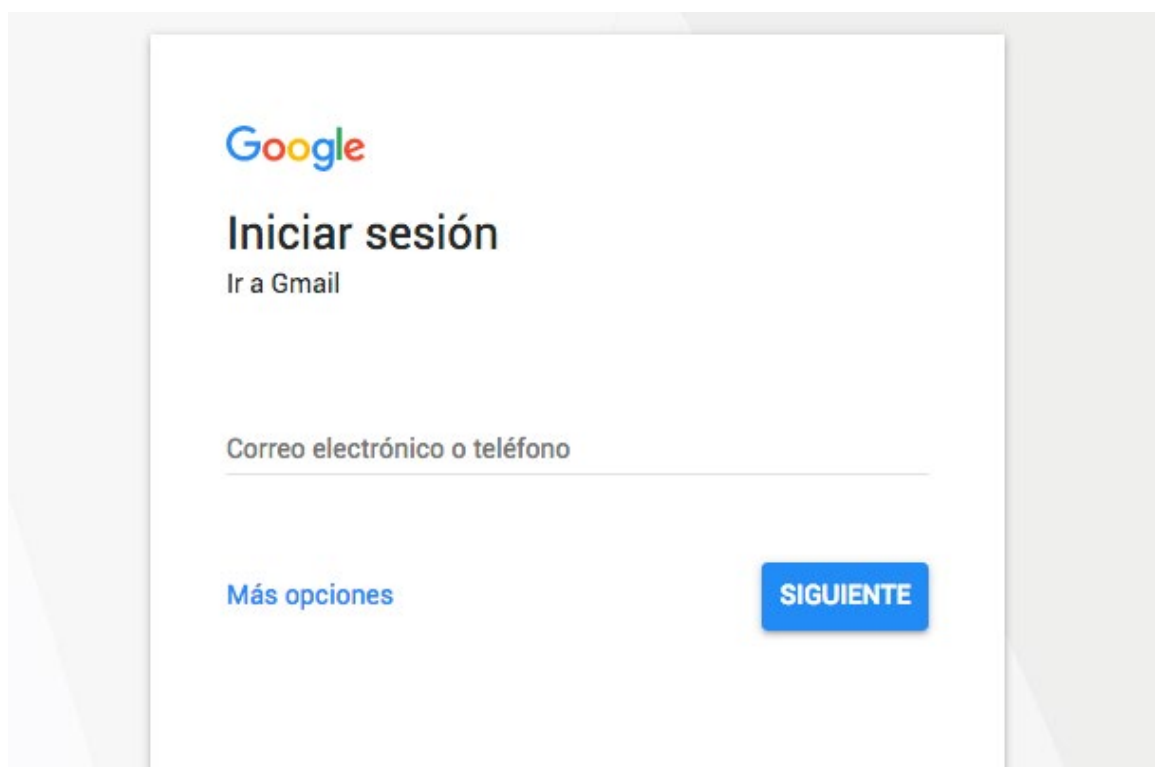 Google
Iniciar sesión
Ir a Gmail
Correo electrónico o teléfono
Más opciones
SIGUIENTE